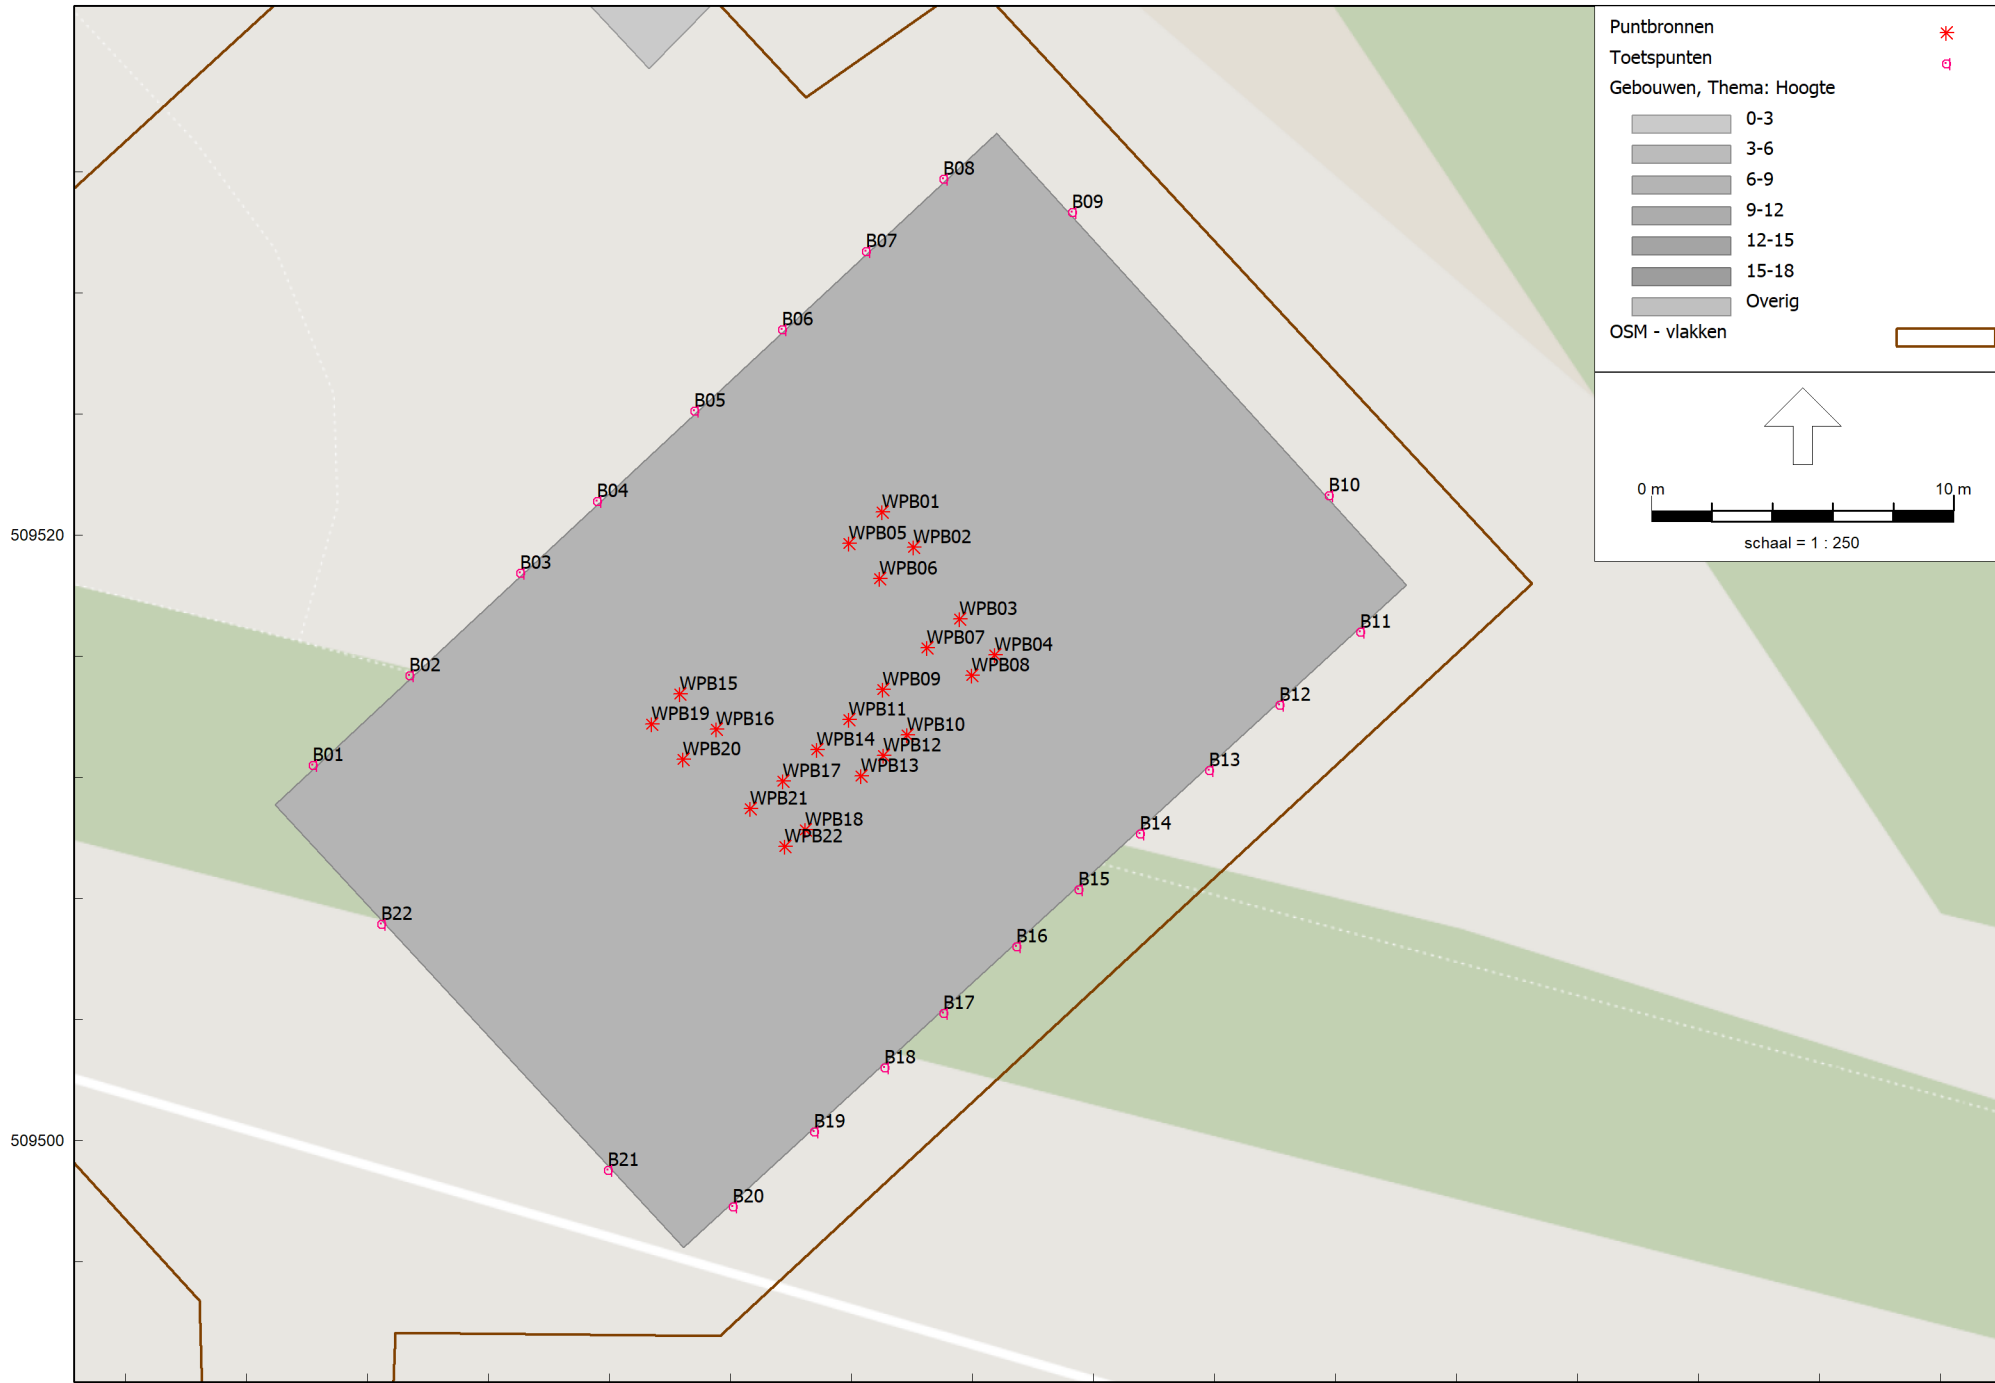 Puntbronnen
Toetspunten
Gebouwen, Thema: Hoogte
0-3
3-6
6-9
9-12
12-15
15-18
Overig
OSM - vlakken
0 m 10 m
schaal = 1 : 250
B08
B09
B07
B06
B05
B04
B10
WPB01
509520
WPB05 WPB02
B03
WPB06
WPB03
B11
WPB07
WPB04
B02
WPB08
WPB15
WPB09
B12
WPB19
WPB11
WPB16
WPB10
WPB14
WPB20
WPB12
B01
B13
WPB13
WPB17
WPB21
WPB18
B14
WPB22
B15
B22
B16
B17
B18
B19
509500
B21
B20